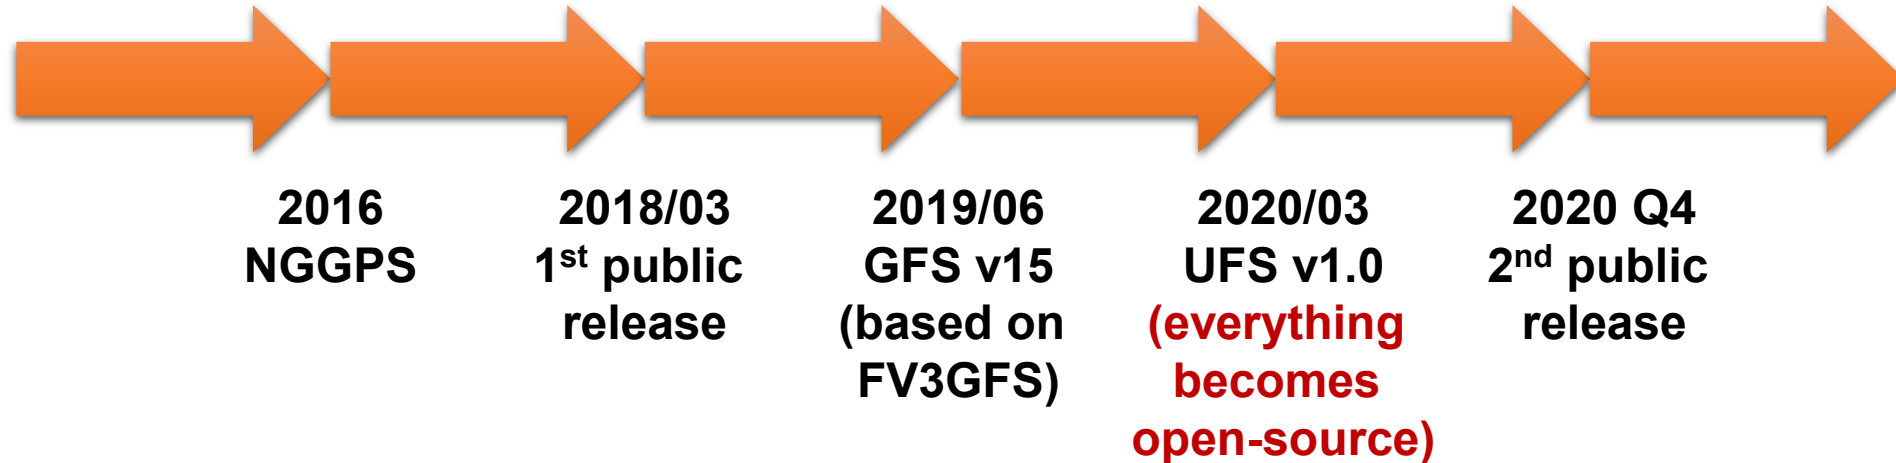 2016
NGGPS
2018/03
1st public
release
2019/06
GFS v15
(based on
FV3GFS)
2020/03
UFS v1.0
(everything
becomes
open-source)
2020 Q4
2nd public
release